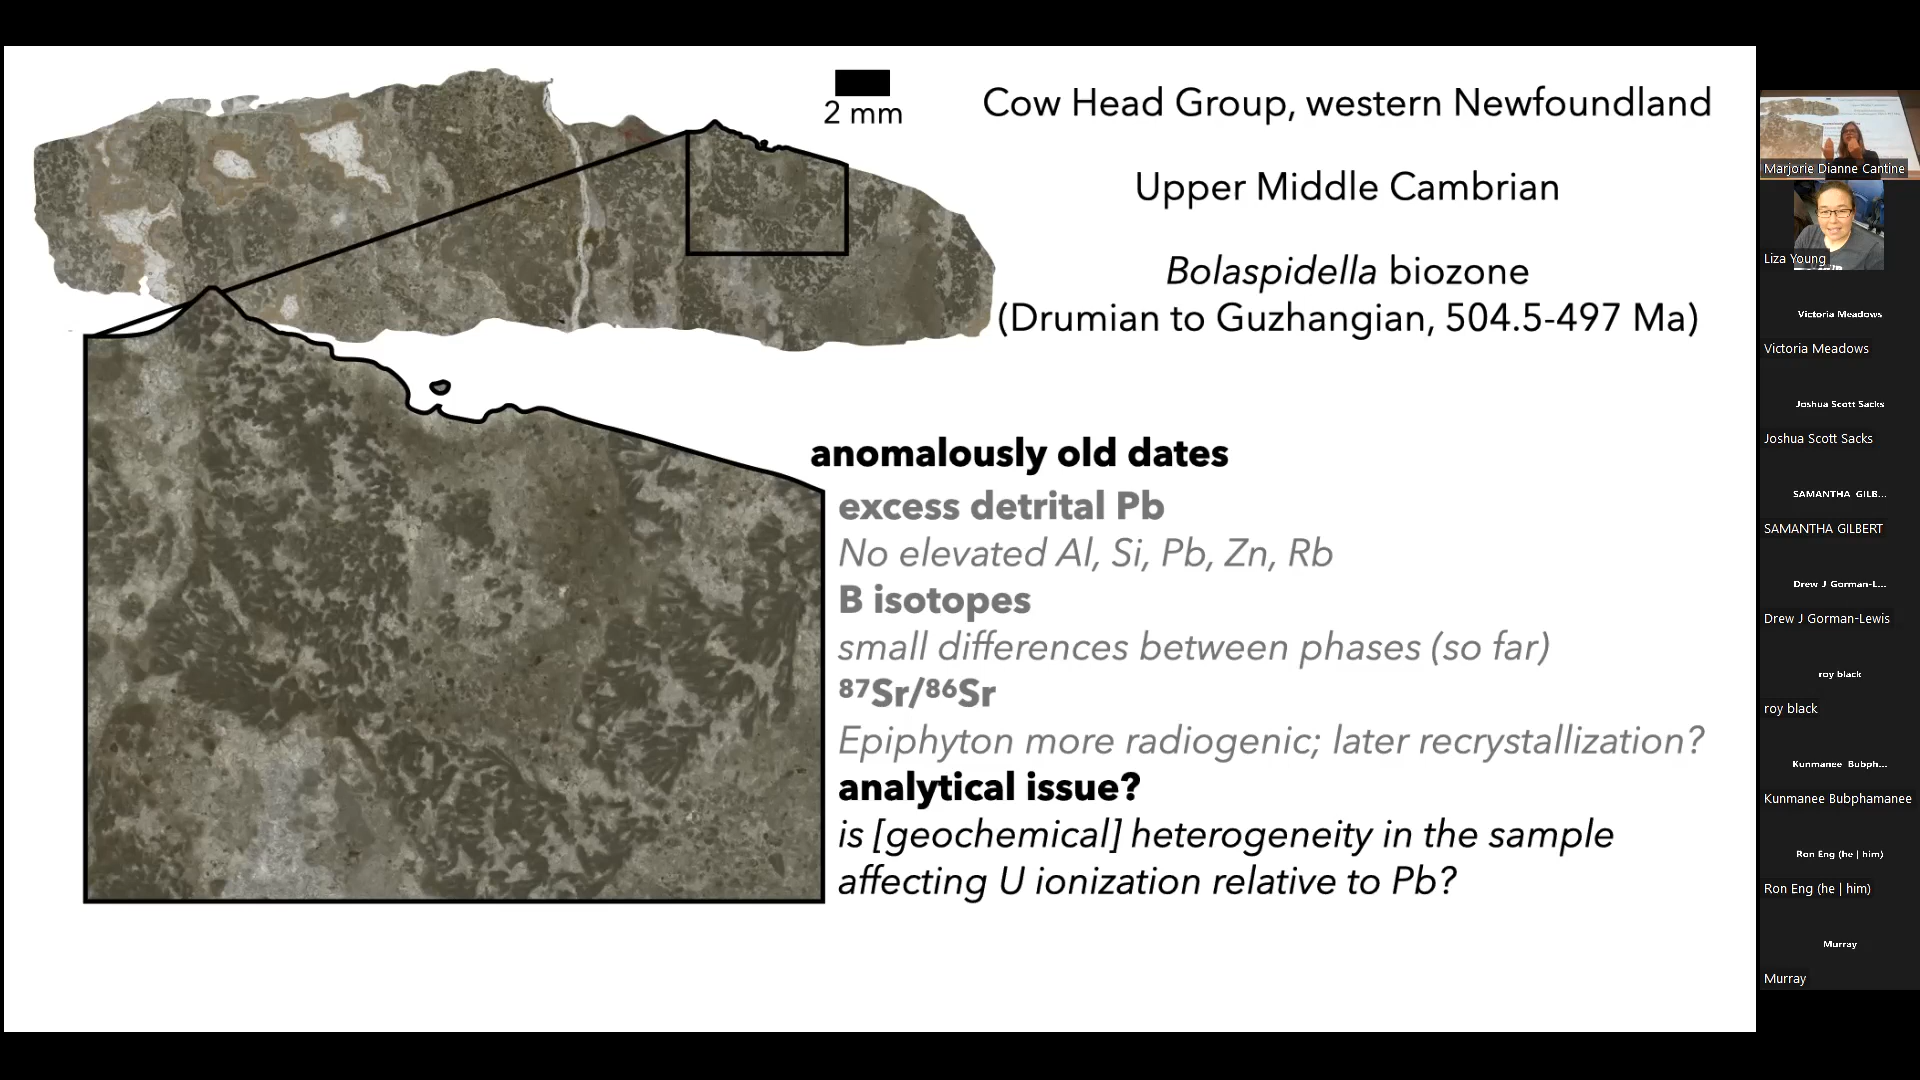 2 mm
Cow Head Group, western Newfoundland
Upper Middle Cambrian
Bolaspidella biozone
(Drumian to Guzhangian, 504.5-497 Ma)
anomalously old dates
excess detrital Pb
No elevated Al, Si, Pb, Zn, Rb
B isotopes
small differences between phases (so far)
⁸⁷Sr/⁸⁶Sr
Epiphyton more radiogenic; later recrystallization?
analytical issue?
is [geochemical] heterogeneity in the sample
affecting U ionization relative to Pb?
Marjorie Dianne Cantine
Liza Young
Victoria Meadows
Victoria Meadows
Joshua Scott Sacks
Joshua Scott Sacks
SAMANTHA GILB...
SAMANTHA GILBERT
Drew J Gorman-L...
Drew J Gorman-Lewis
roy black
roy black
Kunmanee Bubph...
Kunmanee Bubphamanee
Ron Eng (he | him)
Ron Eng (he | him)
Murray
Murray